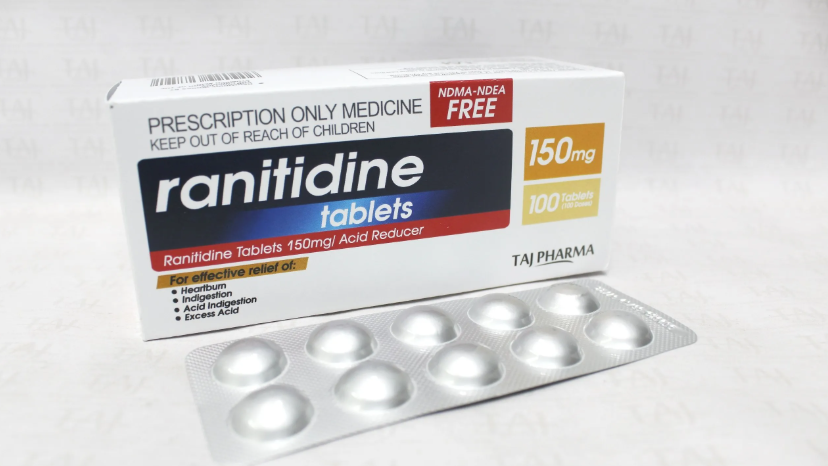 PRESCRIPTION ONLY MEDICINE
KEEP OUT OF REACH OF CHILDREN
NDMA-NDEA
FREE
ranitidine
tablets
Ranitidine Tablets 150mg/ Acid Reducer
150mg
100 Tablets
For effective relief of:
• Heartburn
• Indigestion
• Acid Indigestion
• Excess Acid
TAJ PHARMA